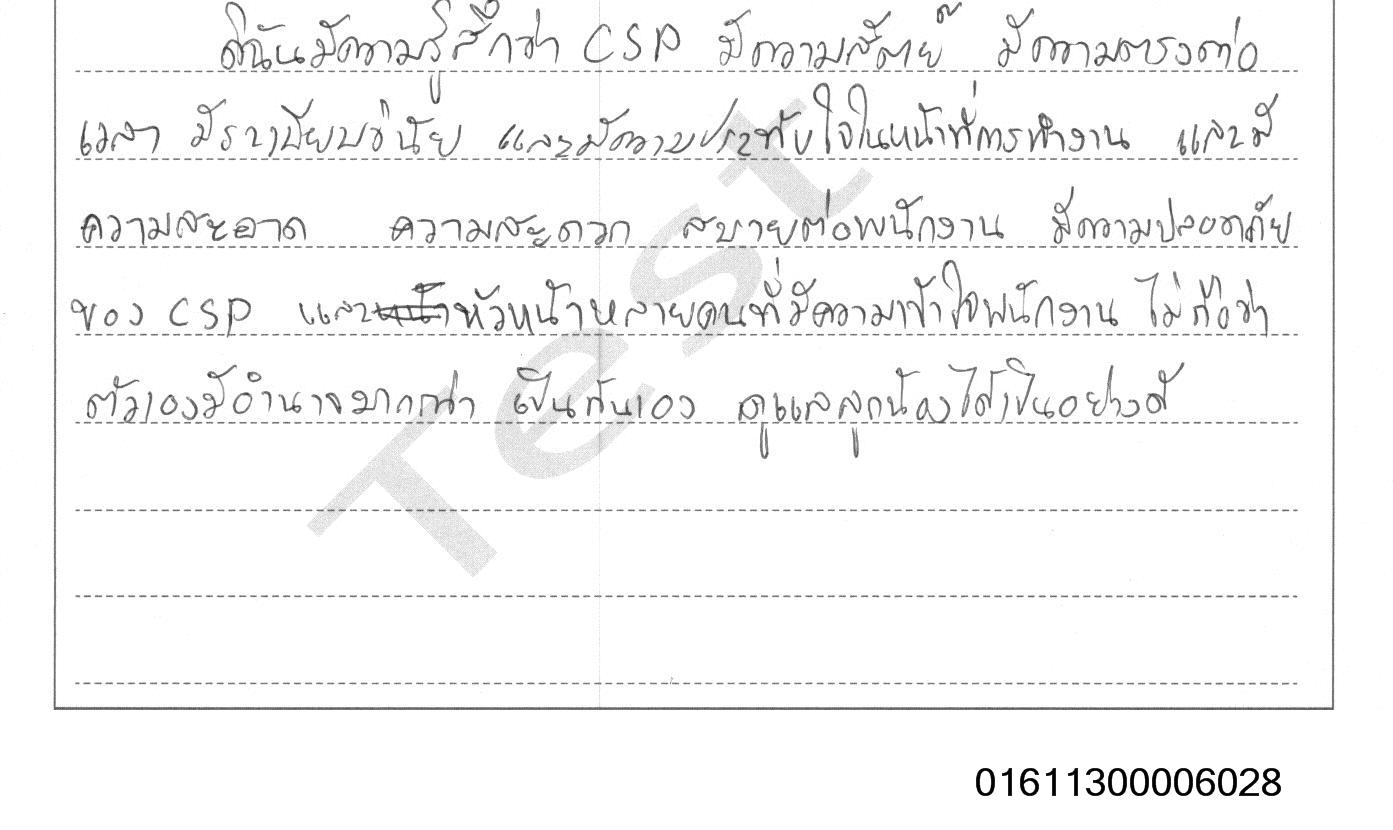 ดิฉันมีความรู้สึกว่า CSP มีความสัตย์ มีความตรงต่อ
เวลา มีระเบียบวินัย และมีความประทับใจในหน้าที่การทำงาน และมี
ความสะอาด ความสะดวก สบายต่อพนักงาน มีความปลอดภัย
ของ CSP และหัวหน้าหลายคนที่มีความเข้าใจพนักงาน ไม่ถือว่า
ตัวเองมีอำนาจมากกว่า เป็นกันเอง ดูแลลูกน้องได้เป็นอย่างดี
Test
01611300006028